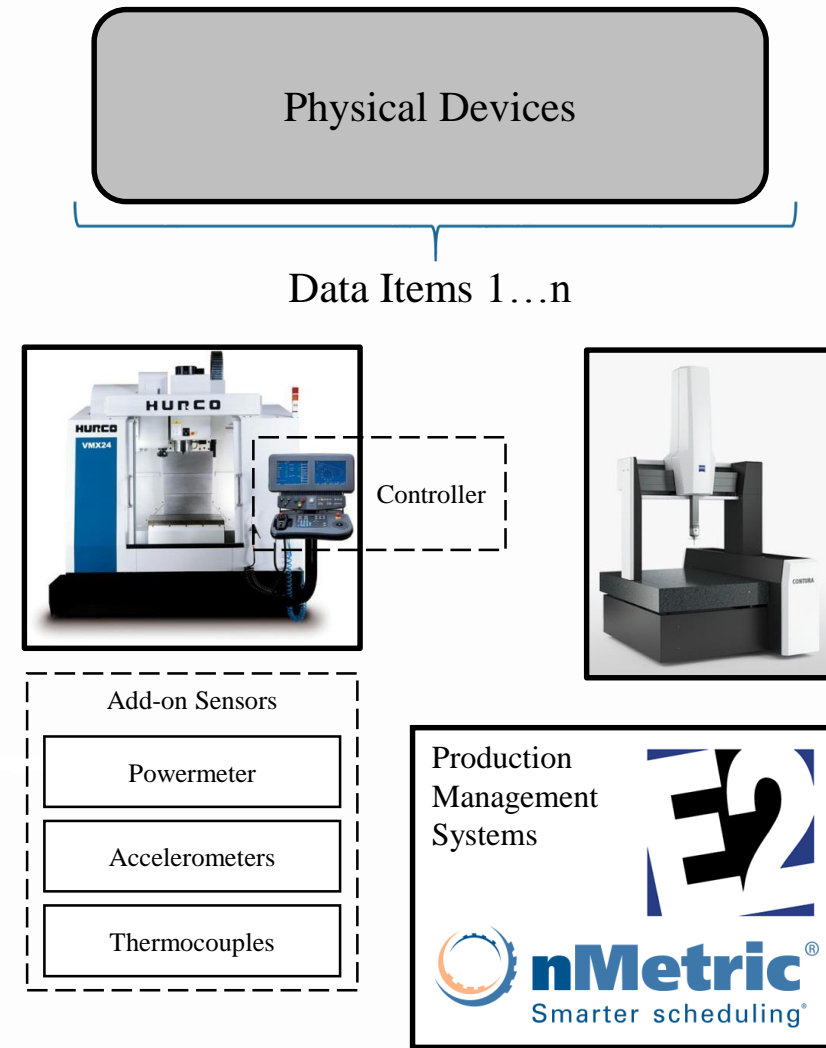 Physical Devices
Data Items 1…n
HURCO
HURCO
VMX24
Controller
ZEISS
CONTURA
Add-on Sensors
Powermeter
Accelerometers
Thermocouples
Production
Management
Systems
E2
nMetric®
Smarter scheduling®